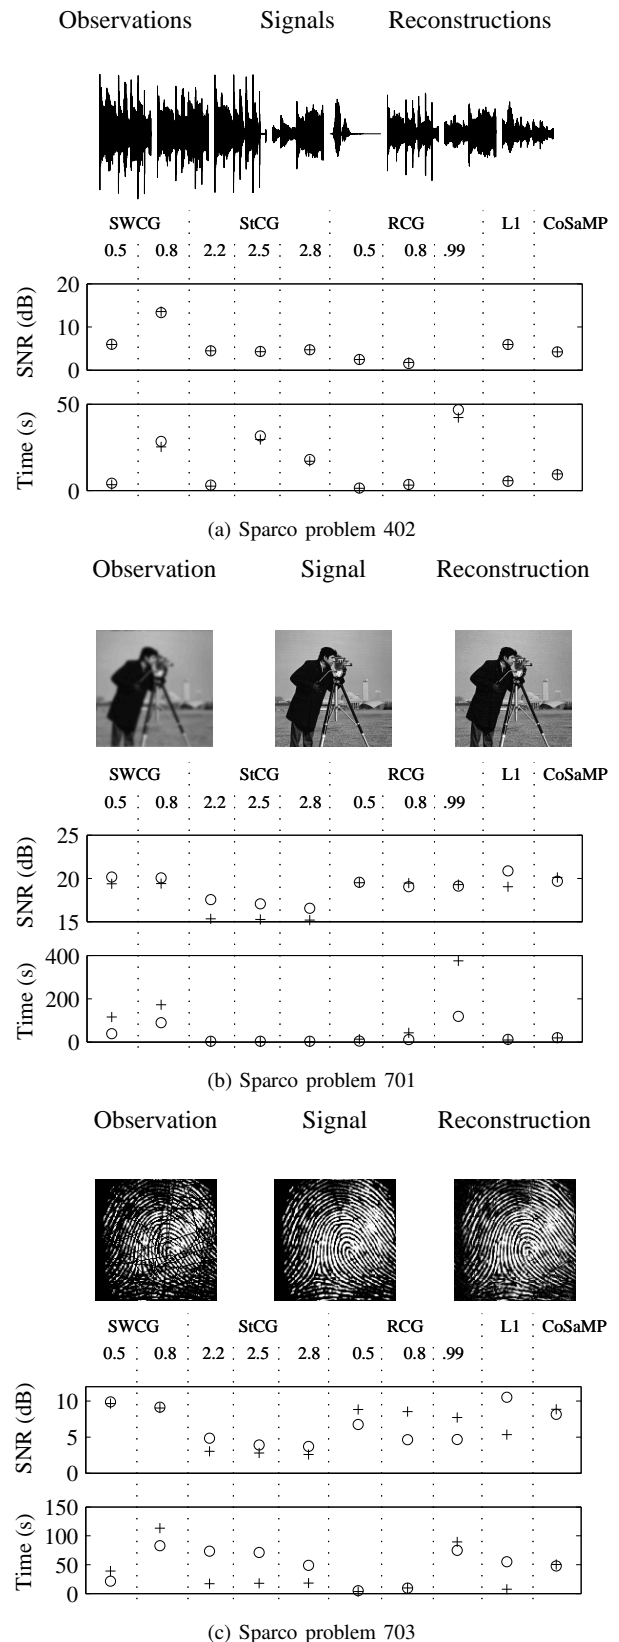 Observations Signals Reconstructions
SWCG StCG RCG L1 CoSaMP
0.5 0.8 2.2 2.5 2.8 0.5 0.8 .99
20
10
0
SNR (dB)
50
0
Time (s)
(a) Sparco problem 402
Observation Signal Reconstruction
SWCG StCG RCG L1 CoSaMP
0.5 0.8 2.2 2.5 2.8 0.5 0.8 .99
25
20
15
SNR (dB)
400
200
0
Time (s)
(b) Sparco problem 701
Observation Signal Reconstruction
SWCG StCG RCG L1 CoSaMP
0.5 0.8 2.2 2.5 2.8 0.5 0.8 .99
10
5
0
SNR (dB)
150
100
50
0
Time (s)
(c) Sparco problem 703